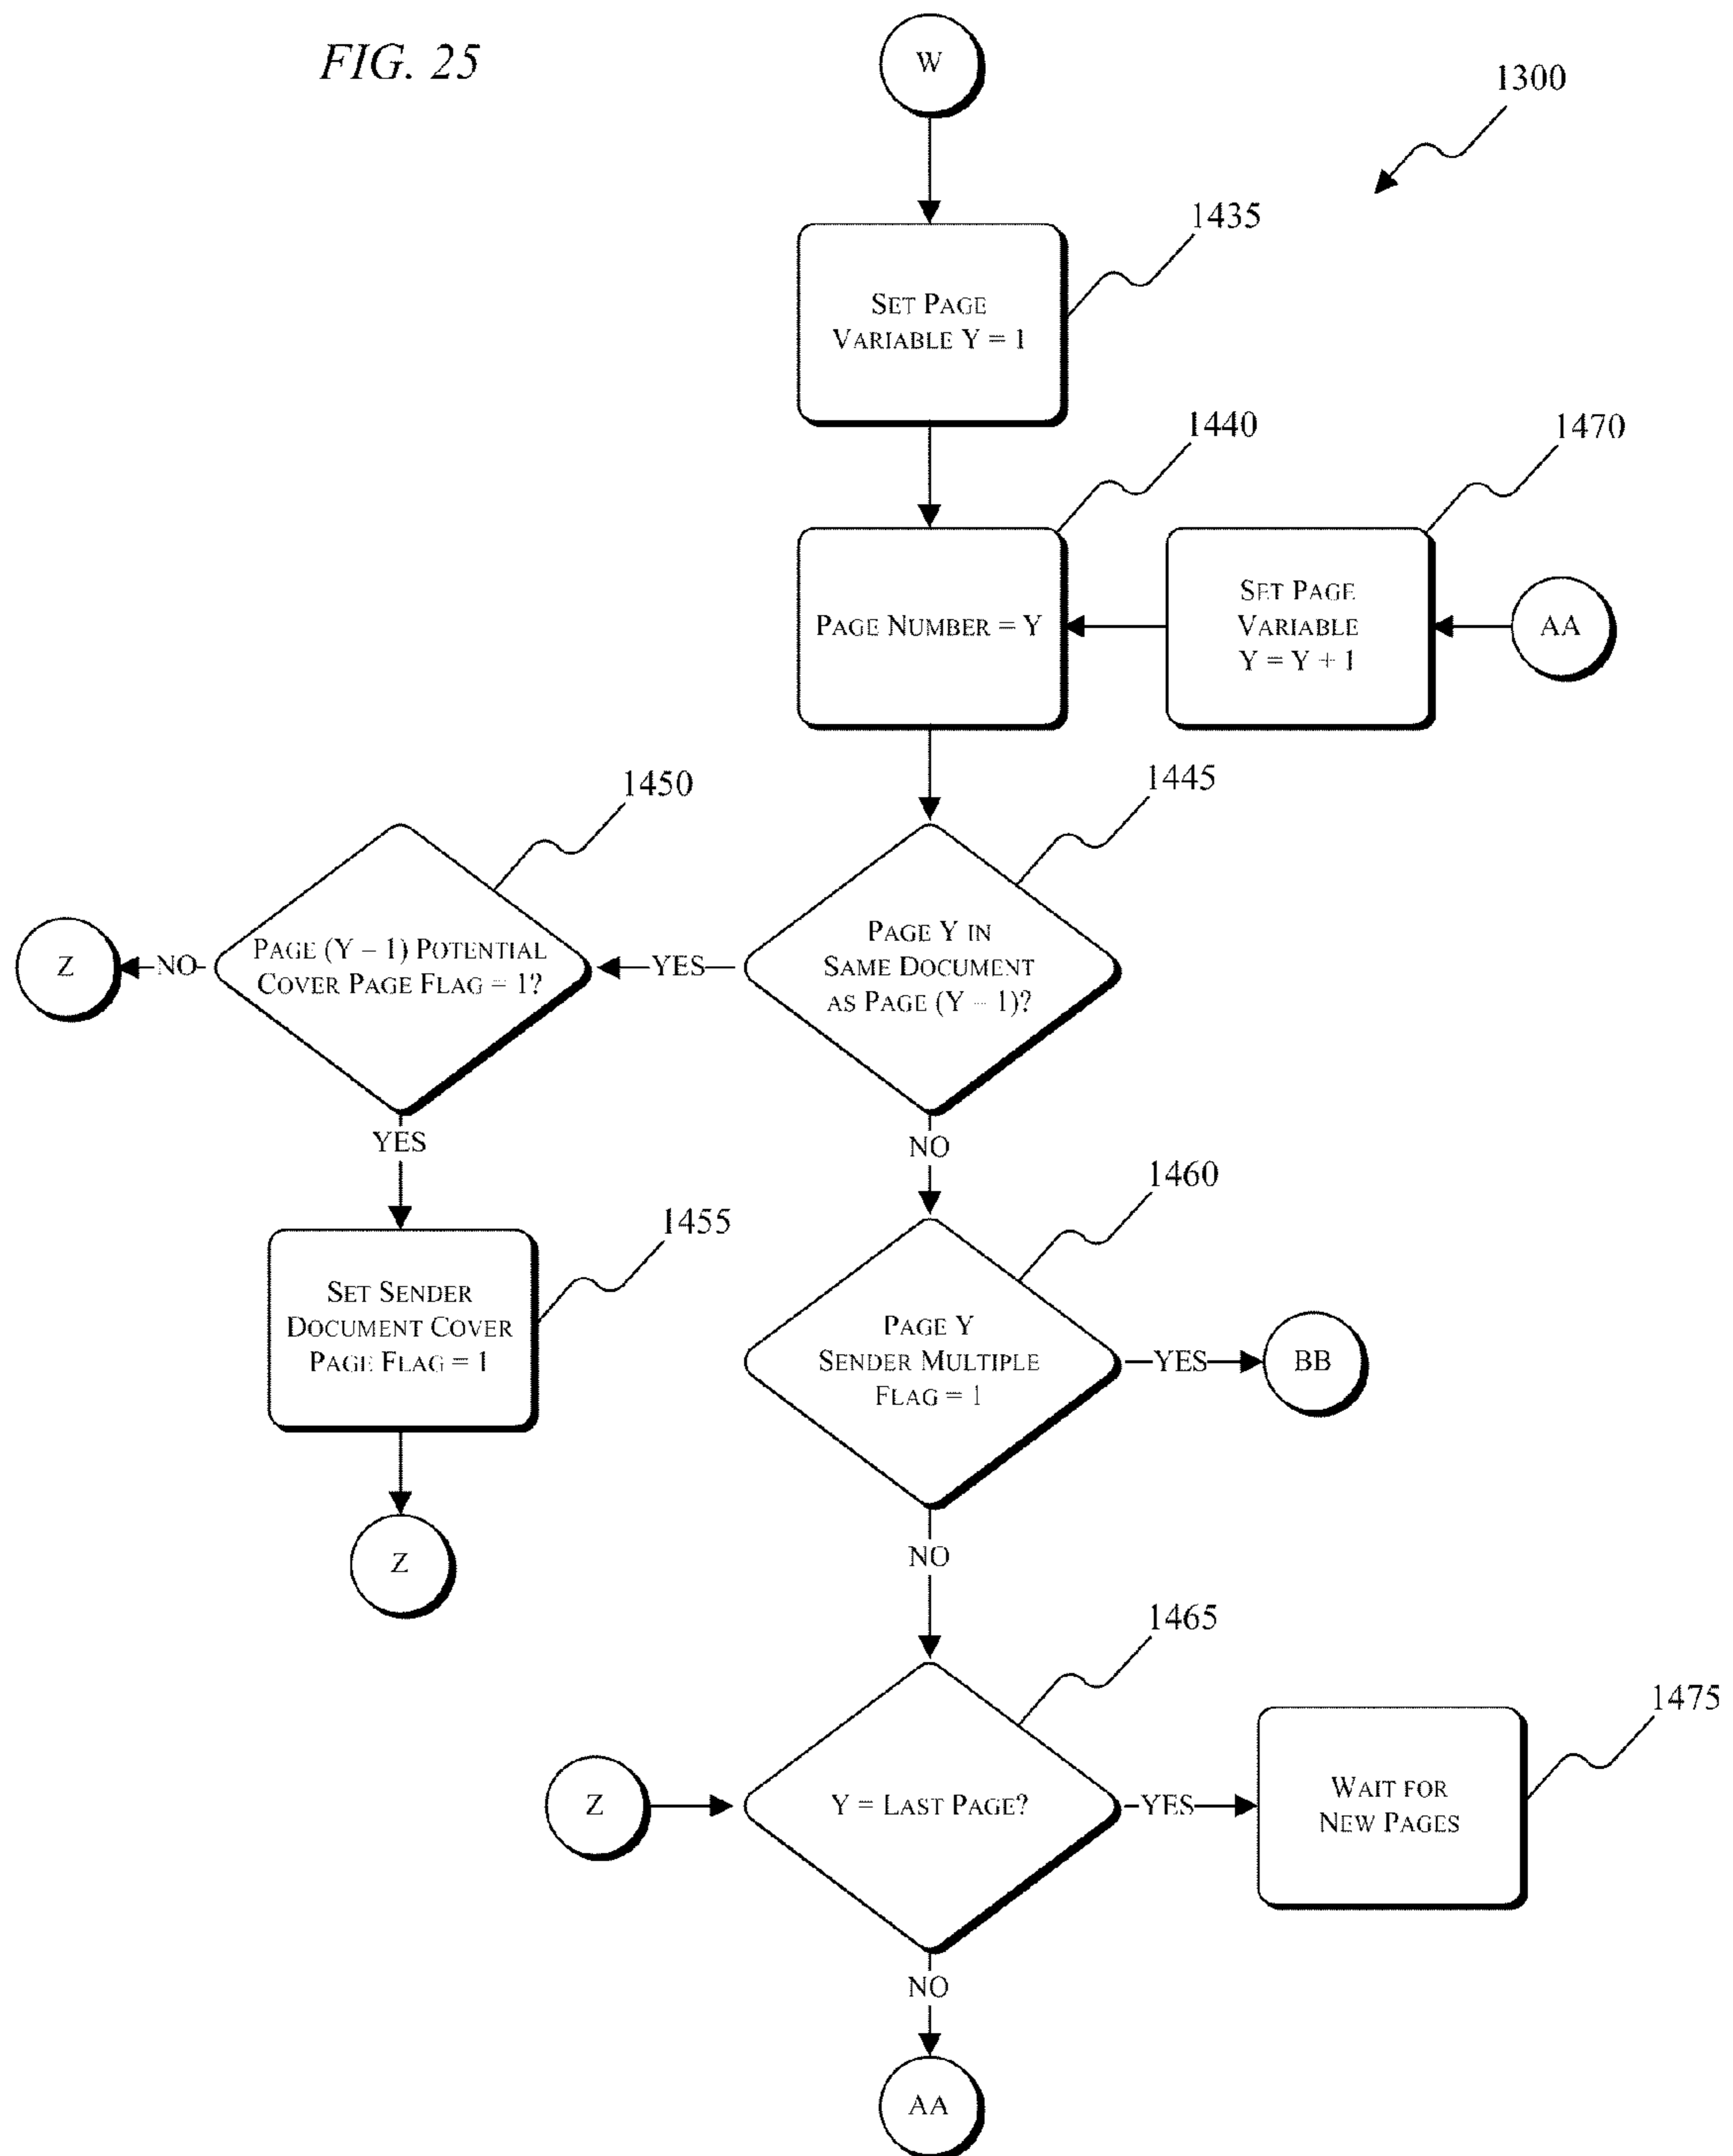 FIG. 25
W
1300
1435
SET PAGE
VARIABLE Y = 1
1440
1470
PAGE NUMBER = Y
SET PAGE
VARIABLE
Y = Y + 1
AA
1450
1445
Z
NO
PAGE (Y – 1) POTENTIAL
COVER PAGE FLAG = 1?
YES
PAGE Y IN
SAME DOCUMENT
AS PAGE (Y – 1)?
YES
NO
1455
1460
SET SENDER
DOCUMENT COVER
PAGE FLAG = 1
PAGE Y
SENDER MULTIPLE
FLAG = 1
YES
BB
Z
NO
1465
1475
Z
Y = LAST PAGE?
YES
WAIT FOR
NEW PAGES
NO
AA